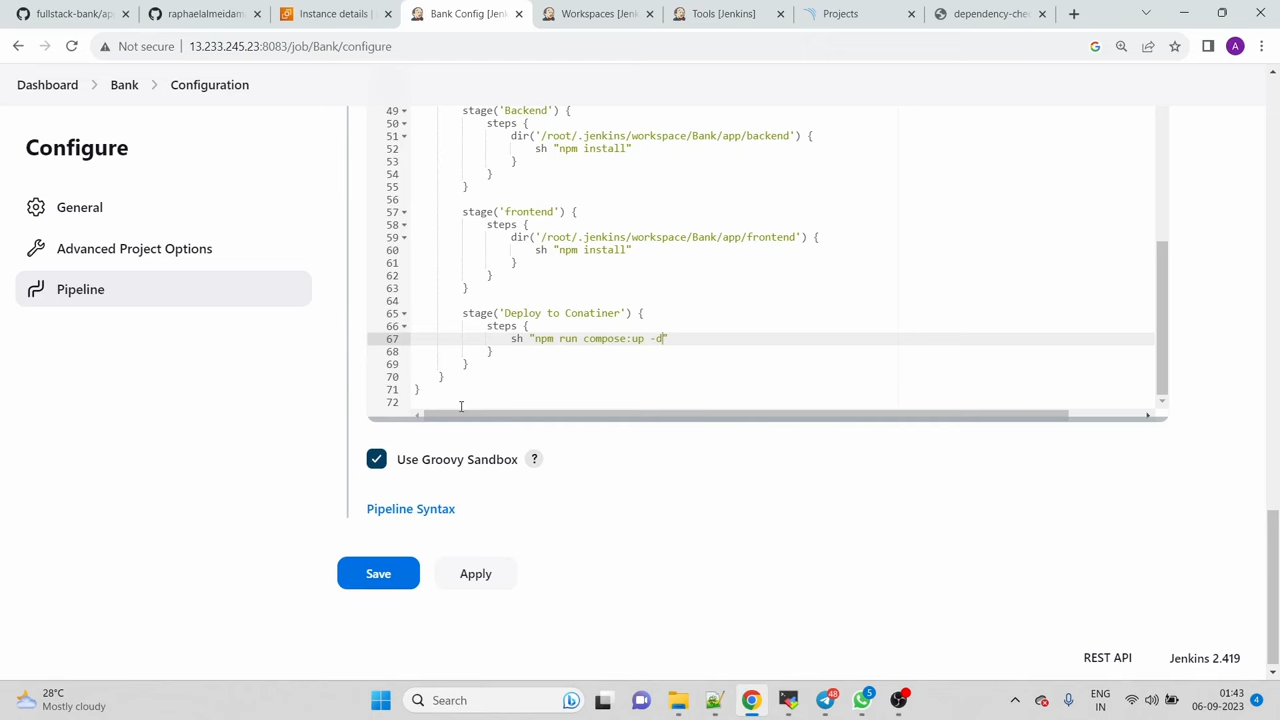 fullstack-bank/ap
raphaelalmeidam
Instance details |
Bank Config [Jenk
Workspaces [Jenk
Tools [Jenkins]
Projects
dependency-chec
Not secure
13.233.245.23:8083/job/Bank/configure
A
Dashboard
Bank
Configuration
Configure
General
Advanced Project Options
Pipeline
49 stage('Backend') {
50 steps {
51 dir('/root/.jenkins/workspace/Bank/app/backend') {
52 sh "npm install"
53 }
54 }
55 }
56
57 stage('frontend') {
58 steps {
59 dir('/root/.jenkins/workspace/Bank/app/frontend') {
60 sh "npm install"
61 }
62 }
63 }
64
65 stage('Deploy to Conatiner') {
66 steps {
67 sh "npm run compose:up -d"
68 }
69 }
70 }
71 }
72
Use Groovy Sandbox ?
Pipeline Syntax
Save
Apply
REST API
Jenkins 2.419
28°C
Mostly cloudy
Search
48
5
ENG
IN
01:43
06-09-2023
4